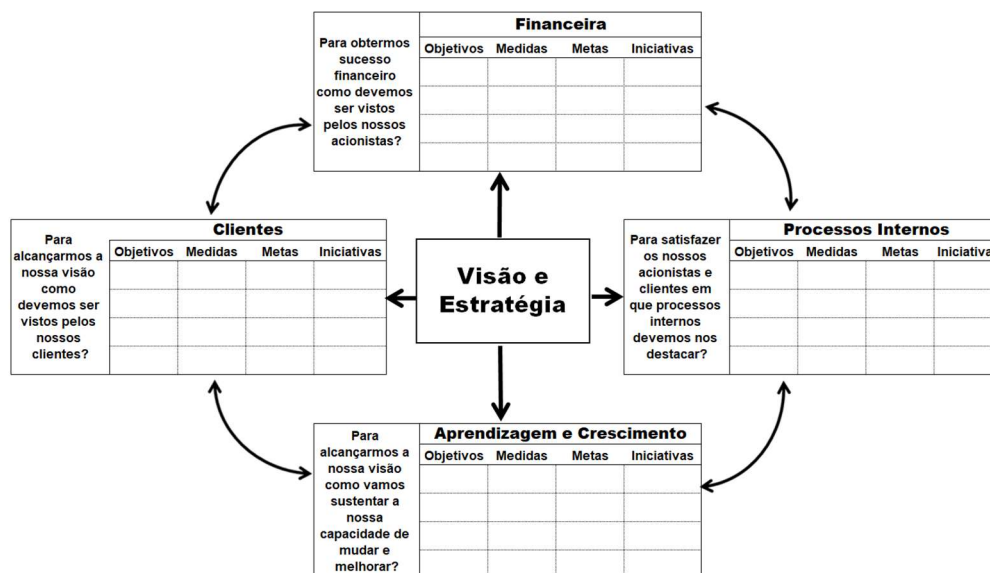 Financeira
Para obtermos
sucesso
financeiro
como devemos
ser vistos
pelos nossos
acionistas?
Objetivos Medidas Metas Iniciativas
Clientes
Para
alcançarmos a
nossa visão
como
devemos ser
vistos pelos
nossos
clientes?
Objetivos Medidas Metas Iniciativas
Visão e
Estratégia
Processos Internos
Para satisfazer
os nossos
acionistas e
clientes em
que processos
internos
devemos nos
destacar?
Objetivos Medidas Metas Iniciativa
Aprendizagem e Crescimento
Para
alcançarmos a
nossa visão
como vamos
sustentar a
nossa
capacidade de
mudar e
melhorar?
Objetivos Medidas Metas Iniciativas